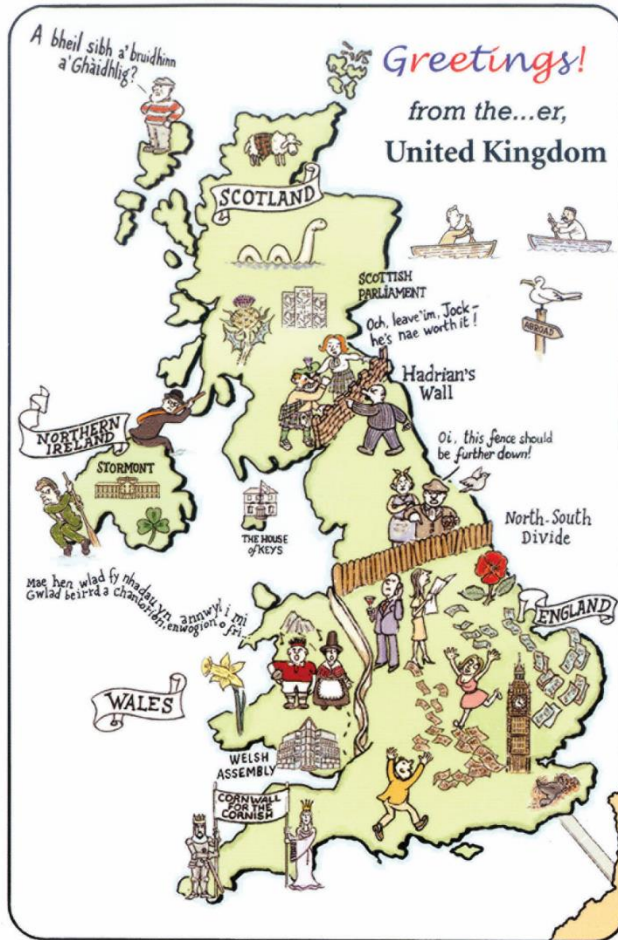 A bheil sibh a' bruidhinn
a' Ghàidhlig?
Greetings!
from the...er,
United Kingdom
SCOTLAND
SCOTTISH
PARLIAMENT
Och, leave 'im, Jock –
he's nae worth it!
ABROAD
Hadrian's
Wall
NORTHERN
IRELAND
STORMONT
Oi, this fence should
be further down!
THE HOUSE
of KEYS
North-South
Divide
Mae hen wlad fy nhadau yn annwyl i mi
Gwlad beirdd a chantorion, enwogion o fri
ENGLAND
WALES
WELSH
ASSEMBLY
CORNWALL
FOR THE
CORNISH